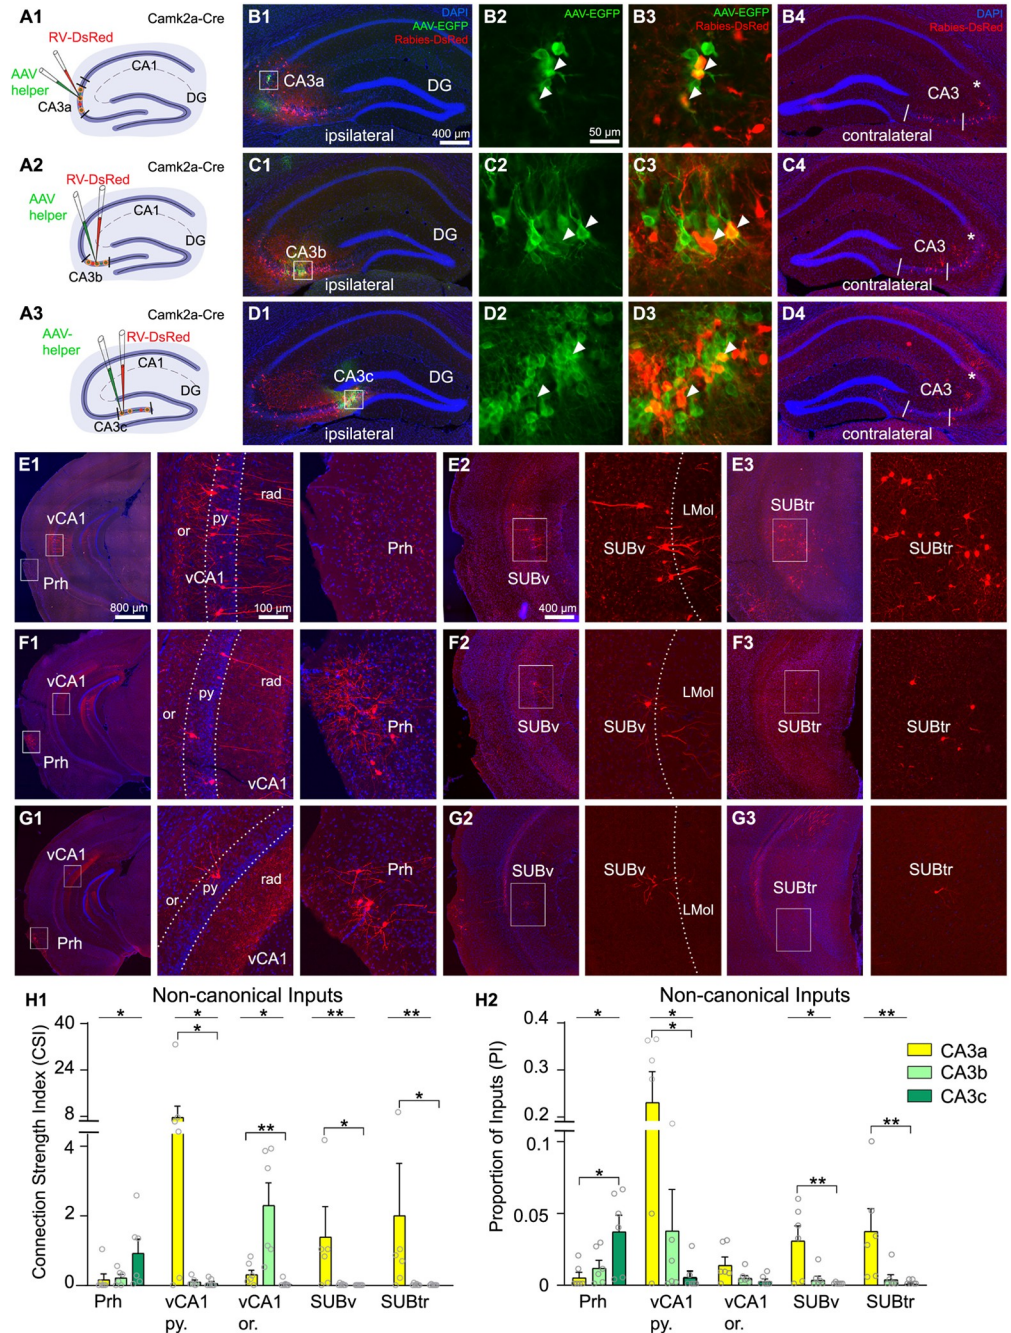 A1
Camk2a-Cre
RV-DsRed
AAV
helper
CA1
CA3a
DG
B1
DAPI
AAV-EGFP
Rabies-DsRed
CA3a
DG
ipsilateral
400 µm
B2
AAV-EGFP
50 µm
B3
AAV-EGFP
Rabies-DsRed
B4
DAPI
Rabies-DsRed
CA3
*
contralateral
A2
Camk2a-Cre
RV-DsRed
AAV
helper
CA1
DG
CA3b
C1
DG
CA3b
ipsilateral
C2
C3
C4
CA3
*
contralateral
A3
Camk2a-Cre
AAV-
helper
RV-DsRed
CA1
DG
CA3c
D1
CA3c
DG
ipsilateral
D2
D3
D4
CA3
*
contralateral
E1
vCA1
Prh
800 µm
or
py
rad
vCA1
100 µm
Prh
E2
SUBv
400 µm
SUBv
LMol
E3
SUBtr
SUBtr
F1
vCA1
Prh
or
py
rad
vCA1
Prh
F2
SUBv
SUBv
LMol
F3
SUBtr
SUBtr
G1
vCA1
Prh
or
py
rad
vCA1
Prh
G2
SUBv
SUBv
LMol
G3
SUBtr
SUBtr
H1
Non-canonical Inputs
Connection Strength Index (CSI)
40
24
8
4
2
0
* * * ** **
* ** * *
Prh
vCA1
py.
vCA1
or.
SUBv
SUBtr
H2
Non-canonical Inputs
Proportion of Inputs (PI)
0.4
0.3
0.2
0.1
0.05
0
* * * **
* * ** **
CA3a
CA3b
CA3c
Prh
vCA1
py.
vCA1
or.
SUBv
SUBtr